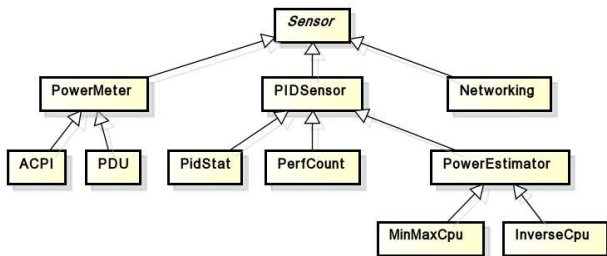 Sensor
PowerMeter
PIDSensor
Networking
ACPI
PDU
PidStat
PerfCount
PowerEstimator
MinMaxCpu
InverseCpu